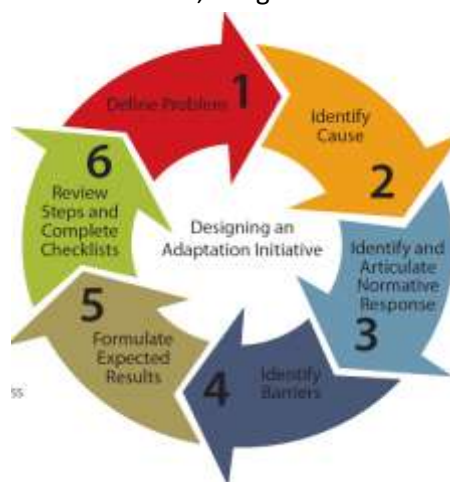 Define Problem 1
Identify
Cause
2
Identify and
Articulate
Normative
Response
3
Identify
Barriers
4
5
Formulate
Expected
Results
6
Review
Steps and
Complete
Checklists
Designing an
Adaptation Initiative
ss